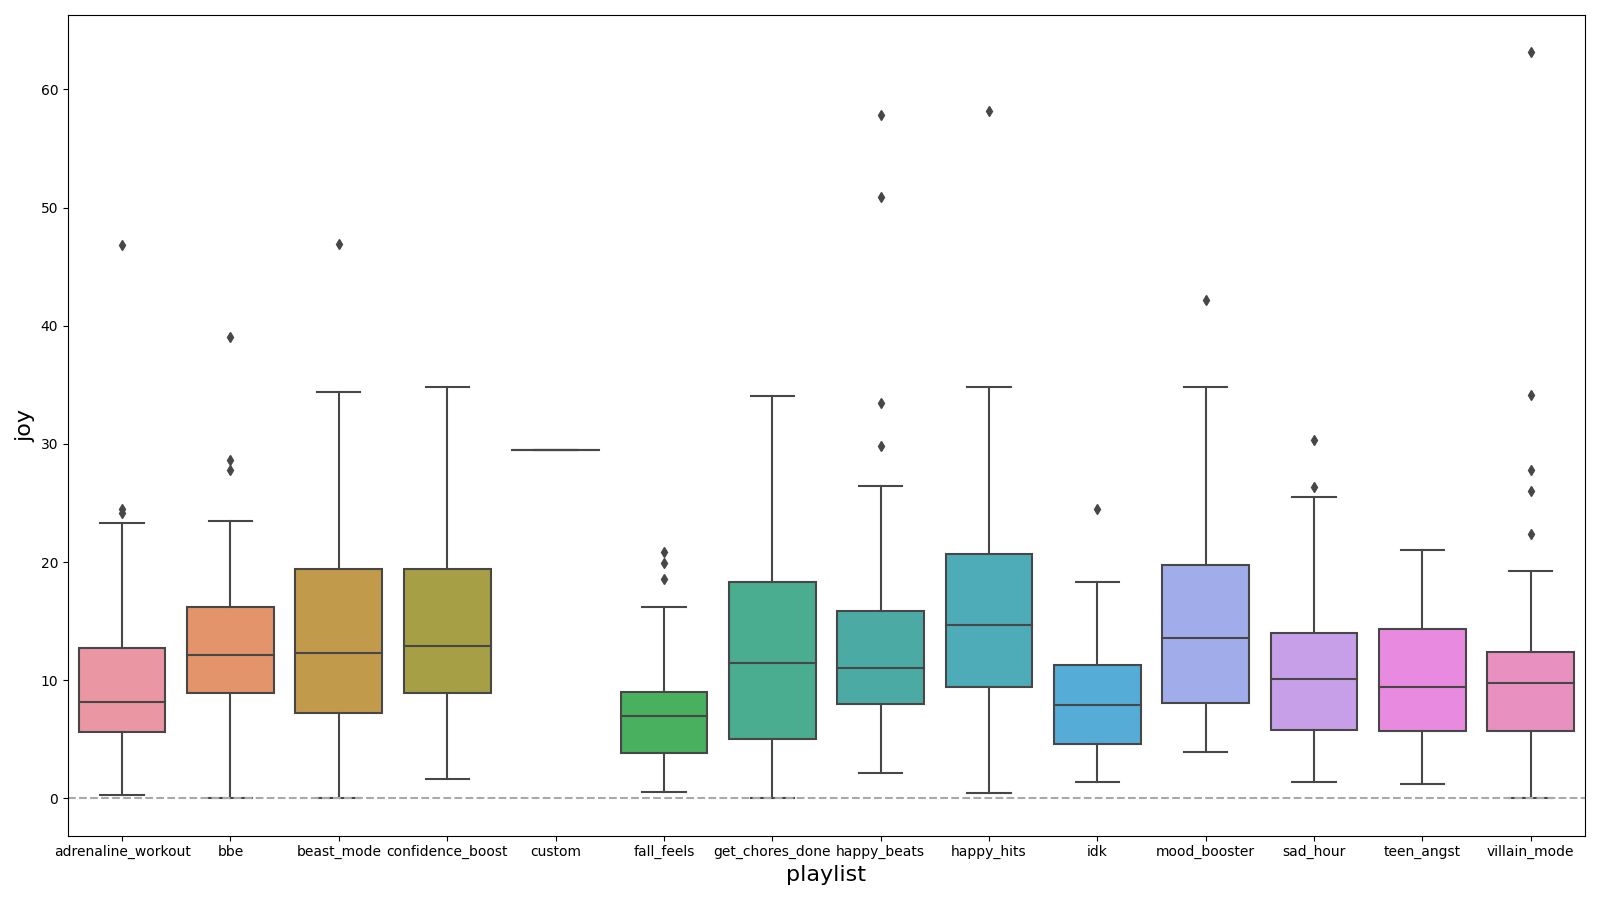 60
50
40
30
20
10
0
joy
adrenaline_workout bbe beast_mode confidence_boost custom fall_feels get_chores_done happy_beats happy_hits idk mood_booster sad_hour teen_angst villain_mode
playlist